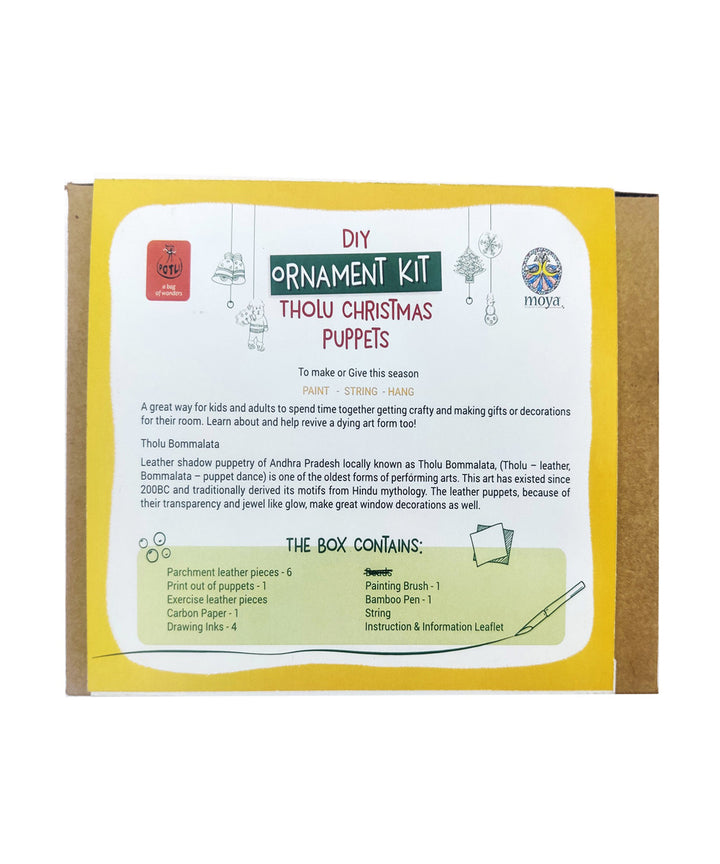 POTLI
a bag
of wonders
DIY
ORNAMENT KIT
THOLU CHRISTMAS
PUPPETS
moya
To make or Give this season
PAINT - STRING - HANG
A great way for kids and adults to spend time together getting crafty and making gifts or decorations
for their room. Learn about and help revive a dying art form too!
Tholu Bommalata
Leather shadow puppetry of Andhra Pradesh locally known as Tholu Bommalata, (Tholu – leather,
Bommalata – puppet dance) is one of the oldest forms of performing arts. This art has existed since
200BC and traditionally derived its motifs from Hindu mythology. The leather puppets, because of
their transparency and jewel like glow, make great window decorations as well.
THE BOX CONTAINS:
Parchment leather pieces - 6
Print out of puppets - 1
Exercise leather pieces
Carbon Paper - 1
Drawing Inks - 4
Beads
Painting Brush - 1
Bamboo Pen - 1
String
Instruction & Information Leaflet